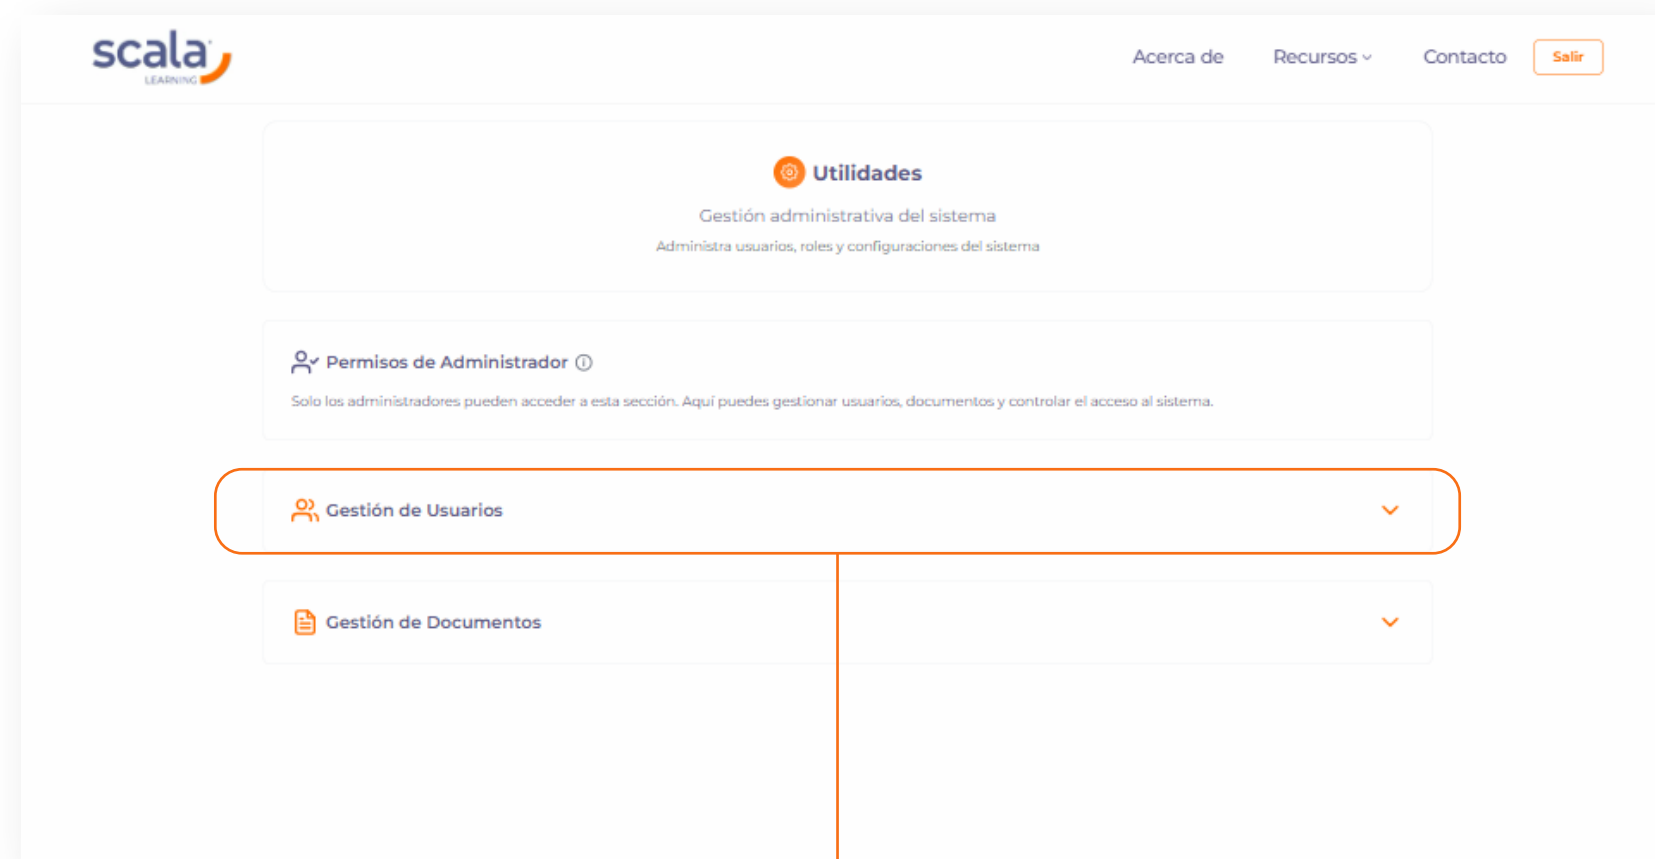 scala
LEARNING
Acerca de Recursos Contacto Salir
Utilidades
Gestión administrativa del sistema
Administra usuarios, roles y configuraciones del sistema
Permisos de Administrador
Solo los administradores pueden acceder a esta sección. Aquí puedes gestionar usuarios, documentos y controlar el acceso al sistema.
Gestión de Usuarios
Gestión de Documentos